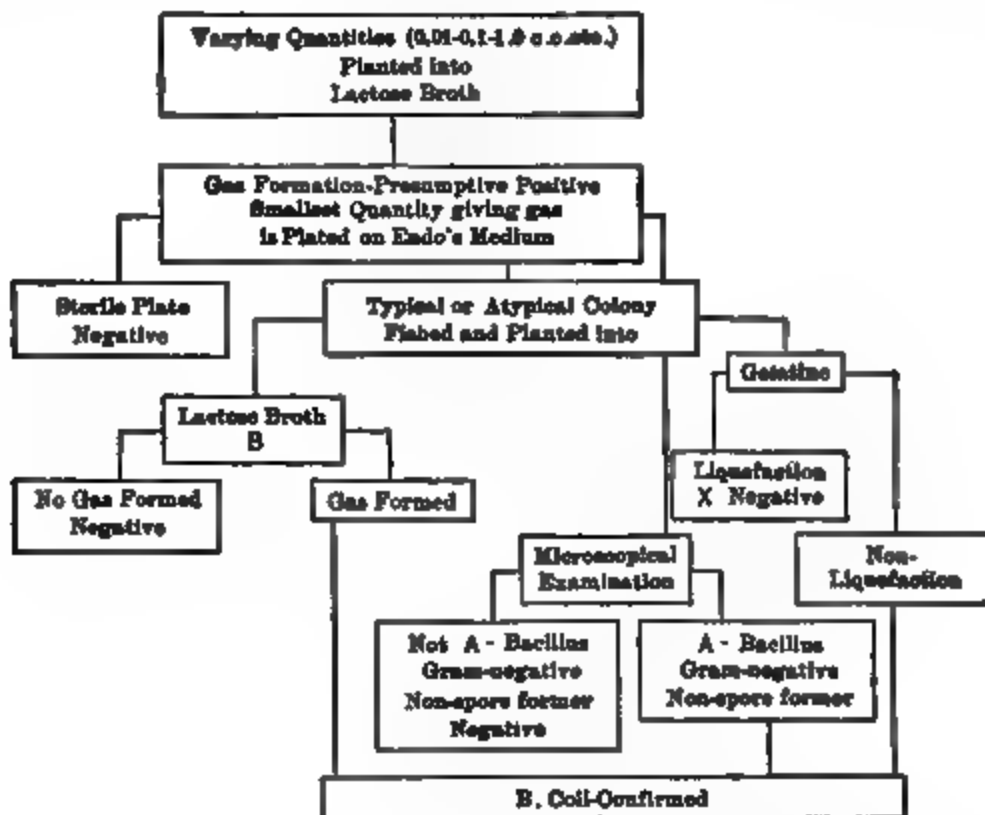 Varying Quantities (0.01-0.1-1.0 c.c. etc.)
Planted into
Lactose Broth
Gas Formation-Presumptive Positive
Smallest Quantity giving gas
is Plated on Endo's Medium
Sterile Plate
Negative
Typical or Atypical Colony
Fished and Planted into
Gelatine
Lactose Broth
B
Liquefaction
X Negative
No Gas Formed
Negative
Gas Formed
Microscopical
Examination
Non-
Liquefaction
Not A - Bacillus
Gram-negative
Non-spore former
Negative
A - Bacillus
Gram-negative
Non-spore former
B. Coli-Confirmed